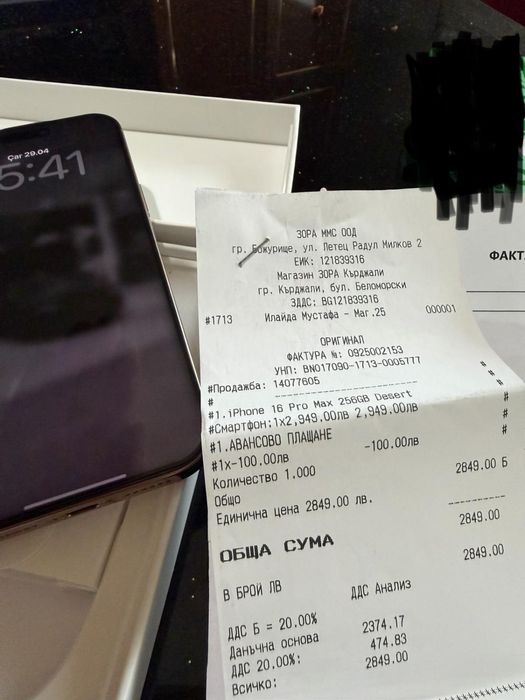 Çar 29.04
5:41
ФАКТ
ЗОРА ММС ООД
гр. Божурище, ул. Летец Радул Милков 2
ЕИК: 121839316
Магазин ЗОРА Кърджали
гр. Кърджали, бул. Беломорски
ЗДДС: BG121839316
#1713 Илайда Мустафа - Маг.25 000001
ОРИГИНАЛ
ФАКТУРА №: 0925002153
УНП: BN017090-1713-0005777
#Продажба: 14077605
# ------------------- #
#1.iPhone 16 Pro Max 256GB Desert #
#Смартфон:1x2,949.00лв 2,949.00лв #
#1.АВАНСОВО ПЛАЩАНЕ #
#1x-100.00лв -100.00лв #
Количество 1.000
Общо 2849.00 Б
Единична цена 2849.00 лв.
----------
ОБЩА СУМА 2849.00
В БРОЙ ЛВ 2849.00
ДДС Анализ
ДДС Б = 20.00%
Данъчна основа 2374.17
ДДС 20.00%: 474.83
Всичко: 2849.00